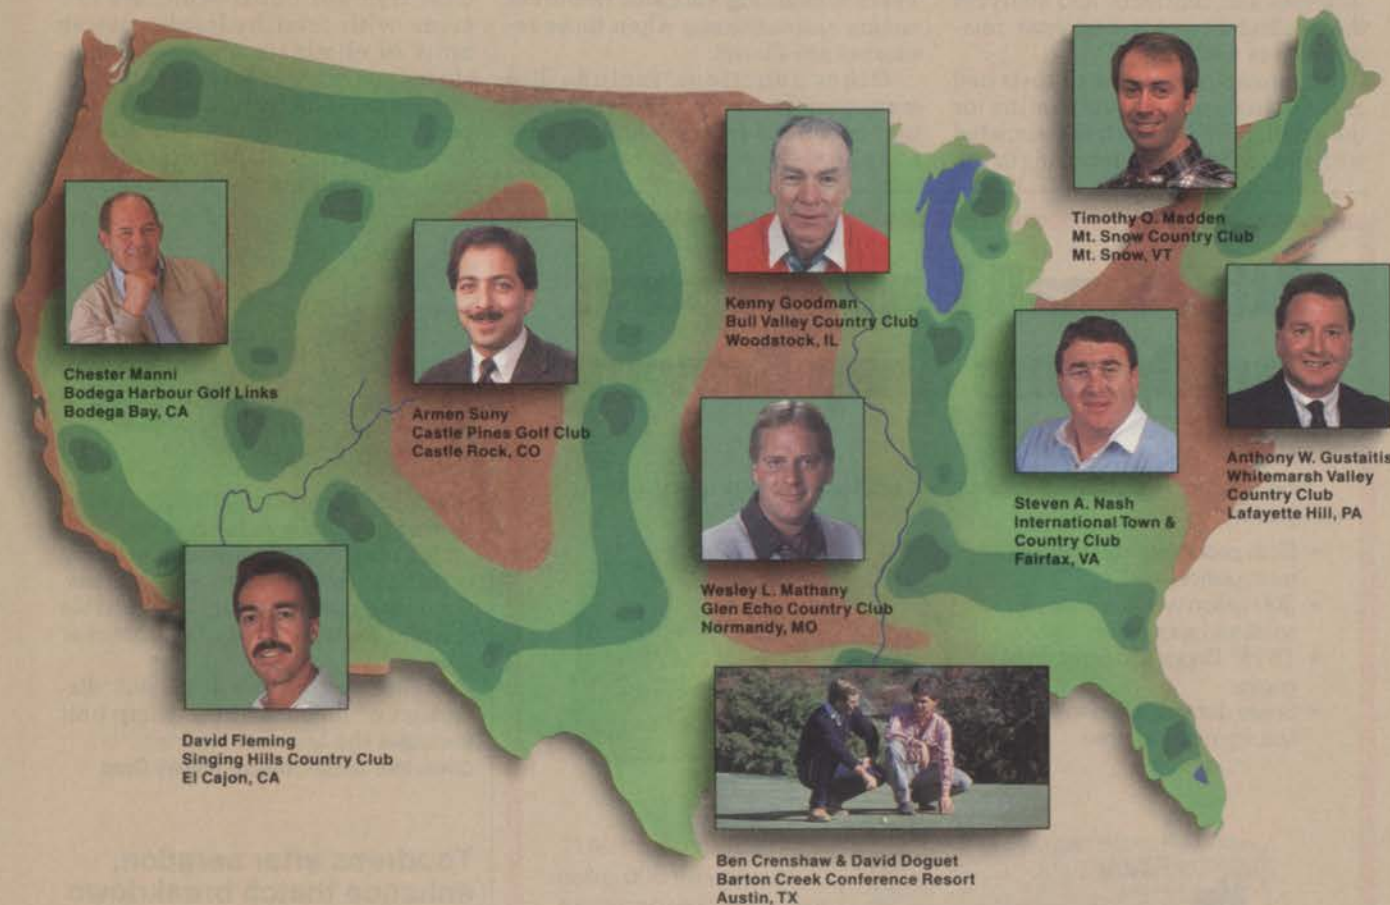 Timothy O. Madden
Mt. Snow Country Club
Mt. Snow, VT
Kenny Goodman
Bull Valley Country Club
Woodstock, IL
Chester Manni
Bodega Harbour Golf Links
Bodega Bay, CA
Armen Suny
Castle Pines Golf Club
Castle Rock, CO
Anthony W. Gustaitis
Whitemarsh Valley
Country Club
Lafayette Hill, PA
Steven A. Nash
International Town &
Country Club
Fairfax, VA
Wesley L. Mathany
Glen Echo Country Club
Normandy, MO
David Fleming
Singing Hills Country Club
El Cajon, CA
Ben Crenshaw & David Doguet
Barton Creek Conference Resort
Austin, TX